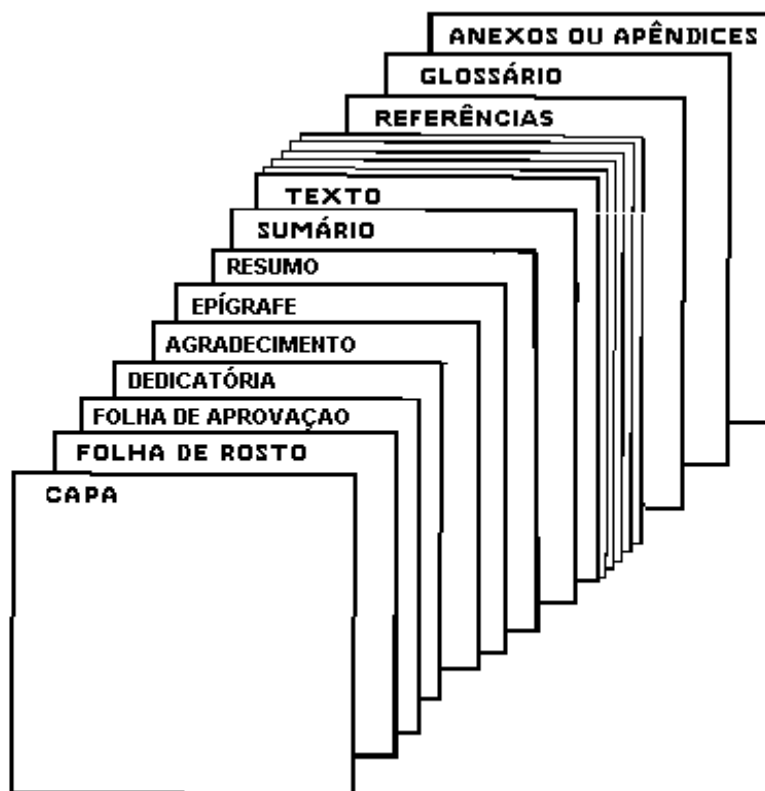 ANEXOS OU APÊNDICES
GLOSSÁRIO
REFERÊNCIAS
TEXTO
SUMÁRIO
RESUMO
EPÍGRAFE
AGRADECIMENTO
DEDICATÓRIA
FOLHA DE APROVAÇAO
FOLHA DE ROSTO
CAPA